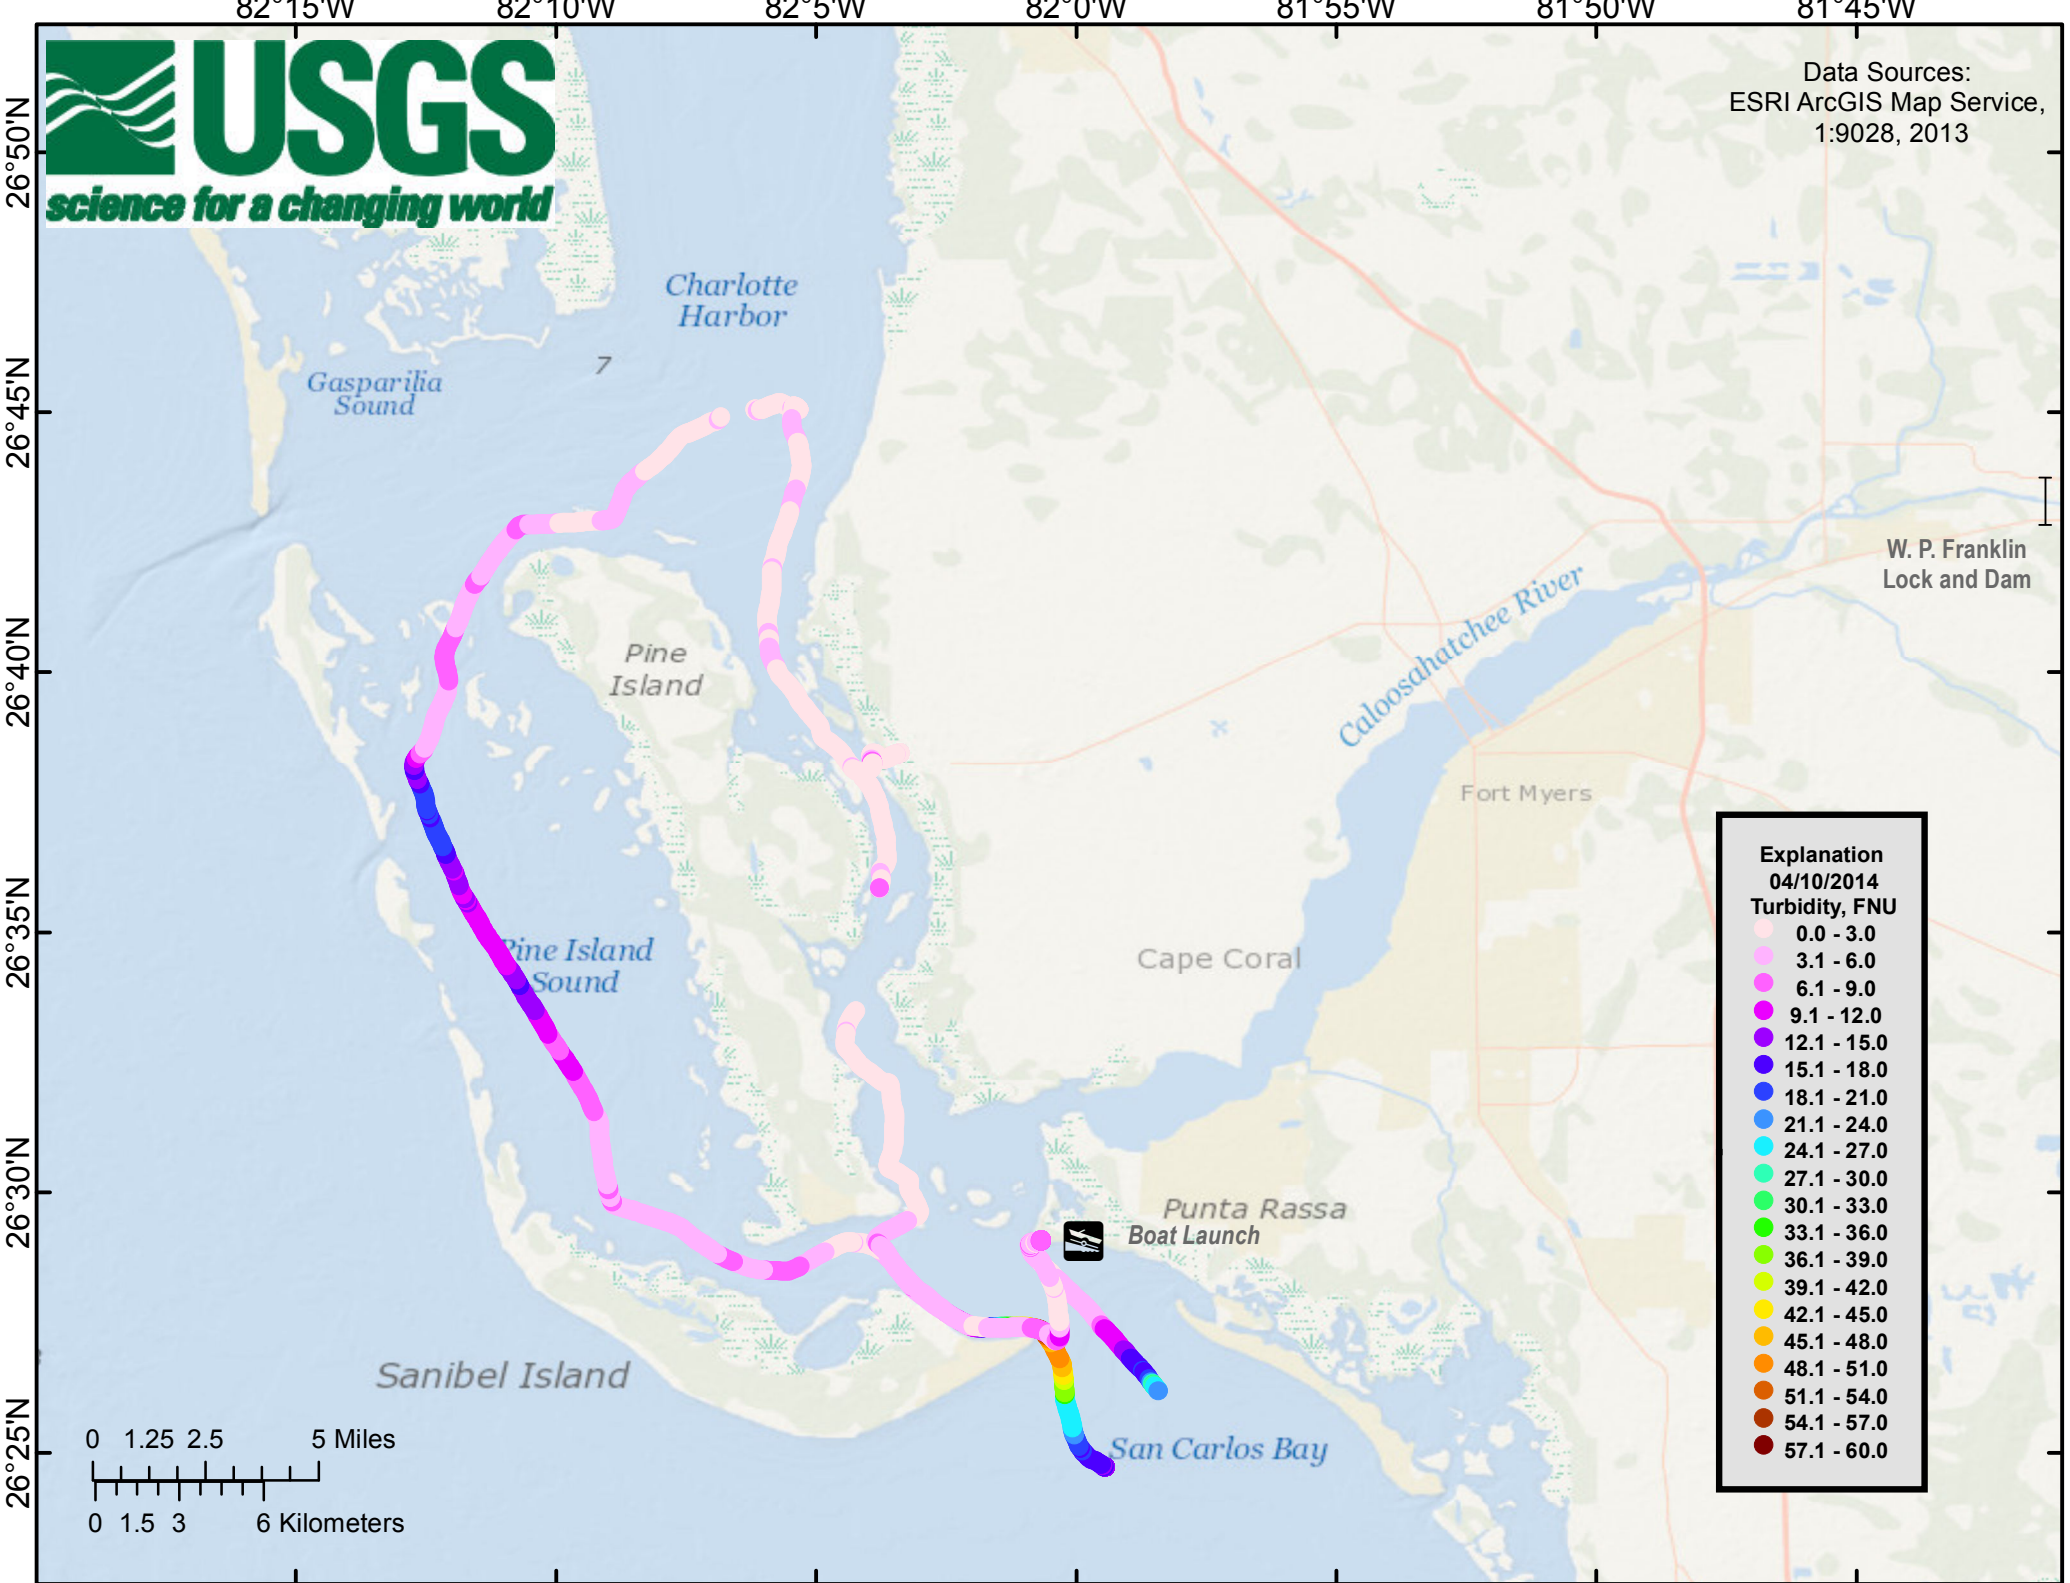 82°15'W 82°10'W 82°5'W 82°0'W 81°55'W 81°50'W 81°45'W
USGS
science for a changing world
Data Sources:
ESRI ArcGIS Map Service,
1:9028, 2013
26°50'N
26°45'N
26°40'N
26°35'N
26°30'N
26°25'N
Charlotte
Harbor
7
Gasparilia
Sound
W. P. Franklin
Lock and Dam
Caloosahatchee River
Pine
Island
Fort Myers
Pine Island
Sound
Cape Coral
Punta Rassa
Boat Launch
Sanibel Island
San Carlos Bay
Explanation
04/10/2014
Turbidity, FNU
0.0 - 3.0
3.1 - 6.0
6.1 - 9.0
9.1 - 12.0
12.1 - 15.0
15.1 - 18.0
18.1 - 21.0
21.1 - 24.0
24.1 - 27.0
27.1 - 30.0
30.1 - 33.0
33.1 - 36.0
36.1 - 39.0
39.1 - 42.0
42.1 - 45.0
45.1 - 48.0
48.1 - 51.0
51.1 - 54.0
54.1 - 57.0
57.1 - 60.0
0 1.25 2.5 5 Miles
0 1.5 3 6 Kilometers